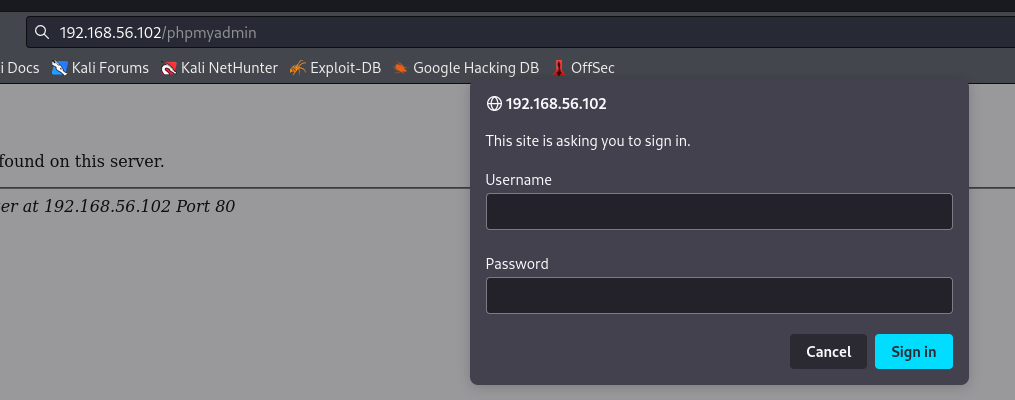 192.168.56.102/phpmyadmin
i Docs Kali Forums Kali NetHunter Exploit-DB Google Hacking DB OffSec
192.168.56.102
This site is asking you to sign in.
found on this server.
Username
er at 192.168.56.102 Port 80
Password
Cancel Sign in